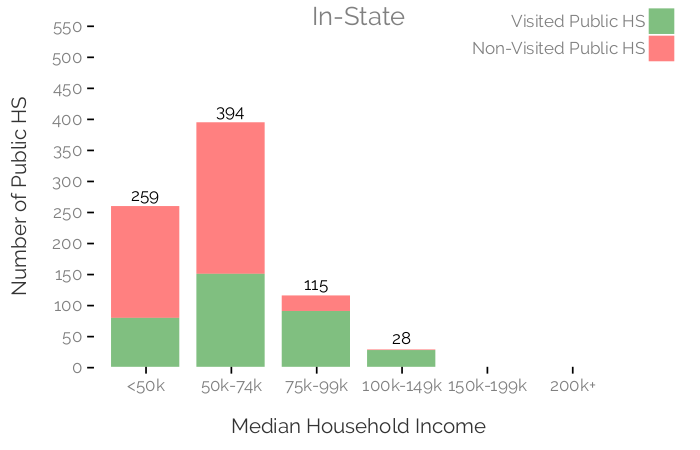 In-State
Visited Public HS
Non-Visited Public HS
Number of Public HS
550
500
450
400
350
300
250
200
150
100
50
0
259
394
115
28
<50k
50k-74k
75k-99k
100k-149k
150k-199k
200k+
Median Household Income